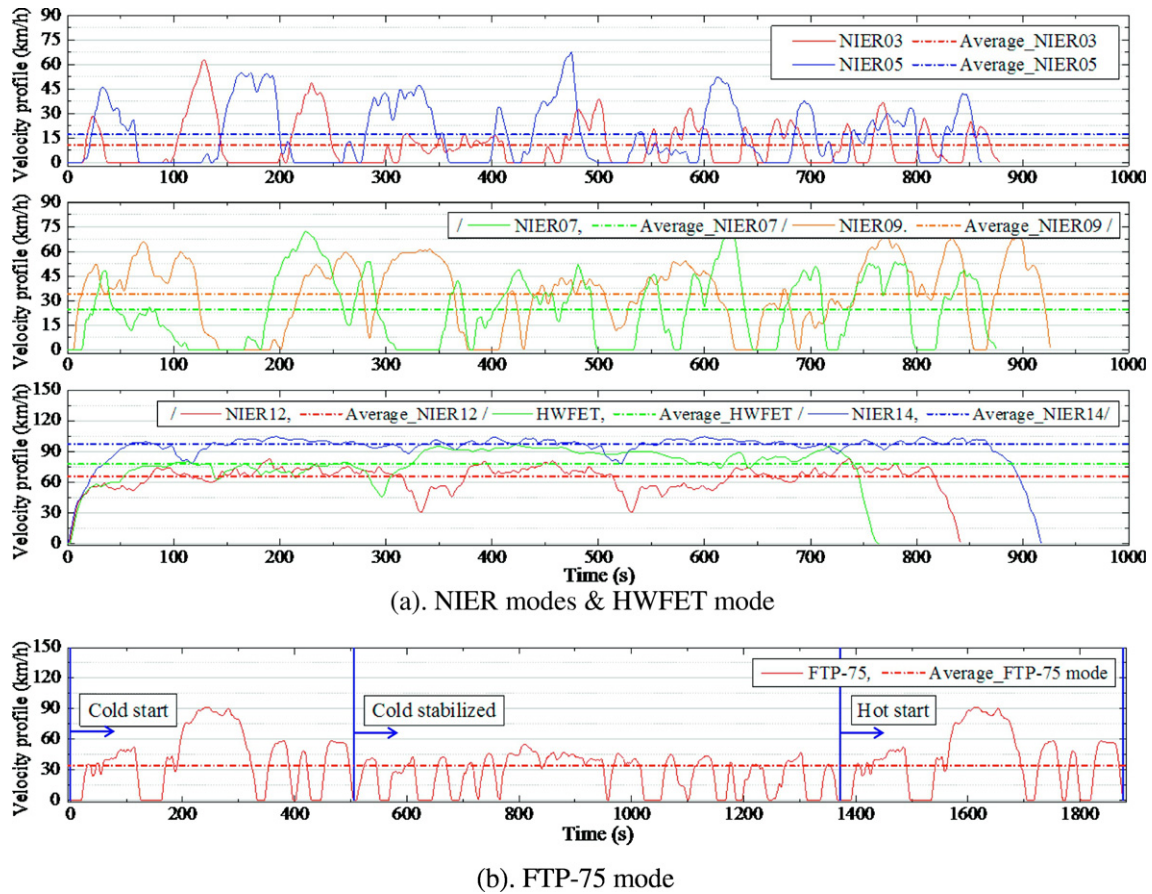 Velocity profile (km/h)
90
75
60
45
30
15
0
NIER03 Average_NIER03
NIER05 Average_NIER05
0 100 200 300 400 500 600 700 800 900 1000
Velocity profile (km/h)
90
75
60
45
30
15
0
/ NIER07, Average_NIER07 / NIER09. Average_NIER09 /
0 100 200 300 400 500 600 700 800 900 1000
Velocity profile (km/h)
150
120
90
60
30
0
/ NIER12, Average_NIER12 / HWFET, Average_HWFET / NIER14, Average_NIER14/
0 100 200 300 400 500 600 700 800 900 1000
Time (s)
(a). NIER modes & HWFET mode
Velocity profile (km/h)
150
120
90
60
30
0
FTP-75, Average_FTP-75 mode
Cold start Cold stabilized Hot start
0 200 400 600 800 1000 1200 1400 1600 1800
Time (s)
(b). FTP-75 mode